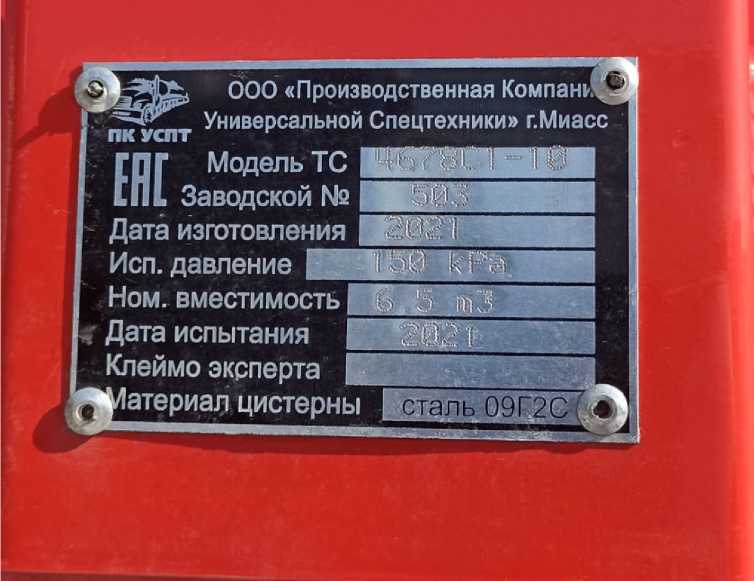 ООО «Производственная Компани
Универсальной Спецтехники» г.Миасс
ПК УСПТ
Модель ТС 4678С1-10
ЕАС
Заводской № 503
Дата изготовления 2021
Исп. давление 150 kPa
Ном. вместимость 6 5 m3
Дата испытания 2021
Клеймо эксперта
Материал цистерны сталь 09Г2С